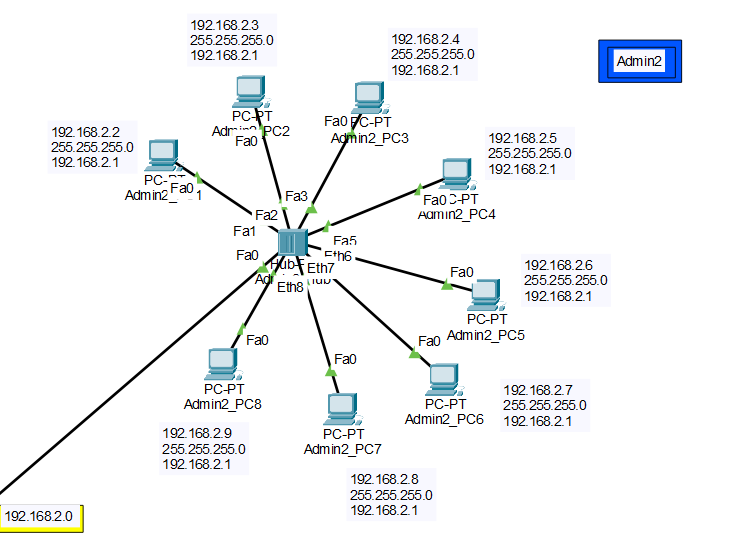 192.168.2.3
255.255.255.0
192.168.2.1
192.168.2.4
255.255.255.0
192.168.2.1
Admin2
PC-PT
Fa0
Fa0
PC-PT
Admin2_PC3
192.168.2.2
255.255.255.0
192.168.2.1
192.168.2.5
255.255.255.0
192.168.2.1
Fa0
Fa0
Admin2_PC4
Fa3
Fa2
Fa1
Fa5
Fa0
Eth6
Eth7
Eth8
Fa0
192.168.2.6
255.255.255.0
192.168.2.1
PC-PT
Admin2_PC5
Fa0
Fa0
Fa0
PC-PT
Admin2_PC8
PC-PT
Admin2_PC6
192.168.2.7
255.255.255.0
192.168.2.1
192.168.2.9
255.255.255.0
192.168.2.1
PC-PT
Admin2_PC7
192.168.2.8
255.255.255.0
192.168.2.1
192.168.2.0